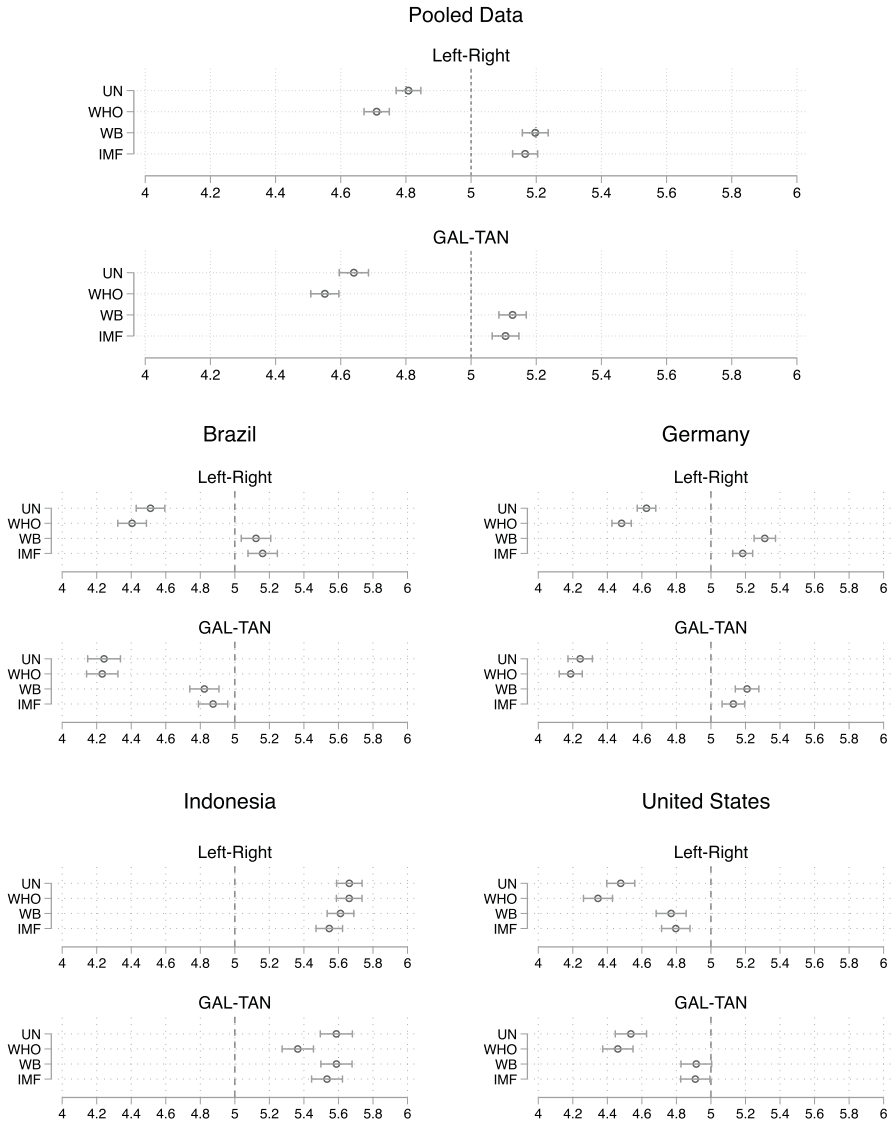 Pooled Data
Left-Right
UN
WHO
WB
IMF
4 4.2 4.4 4.6 4.8 5 5.2 5.4 5.6 5.8 6
GAL-TAN
UN
WHO
WB
IMF
4 4.2 4.4 4.6 4.8 5 5.2 5.4 5.6 5.8 6
Brazil
Left-Right
UN
WHO
WB
IMF
4 4.2 4.4 4.6 4.8 5 5.2 5.4 5.6 5.8 6
GAL-TAN
UN
WHO
WB
IMF
4 4.2 4.4 4.6 4.8 5 5.2 5.4 5.6 5.8 6
Germany
Left-Right
UN
WHO
WB
IMF
4 4.2 4.4 4.6 4.8 5 5.2 5.4 5.6 5.8 6
GAL-TAN
UN
WHO
WB
IMF
4 4.2 4.4 4.6 4.8 5 5.2 5.4 5.6 5.8 6
Indonesia
Left-Right
UN
WHO
WB
IMF
4 4.2 4.4 4.6 4.8 5 5.2 5.4 5.6 5.8 6
GAL-TAN
UN
WHO
WB
IMF
4 4.2 4.4 4.6 4.8 5 5.2 5.4 5.6 5.8 6
United States
Left-Right
UN
WHO
WB
IMF
4 4.2 4.4 4.6 4.8 5 5.2 5.4 5.6 5.8 6
GAL-TAN
UN
WHO
WB
IMF
4 4.2 4.4 4.6 4.8 5 5.2 5.4 5.6 5.8 6